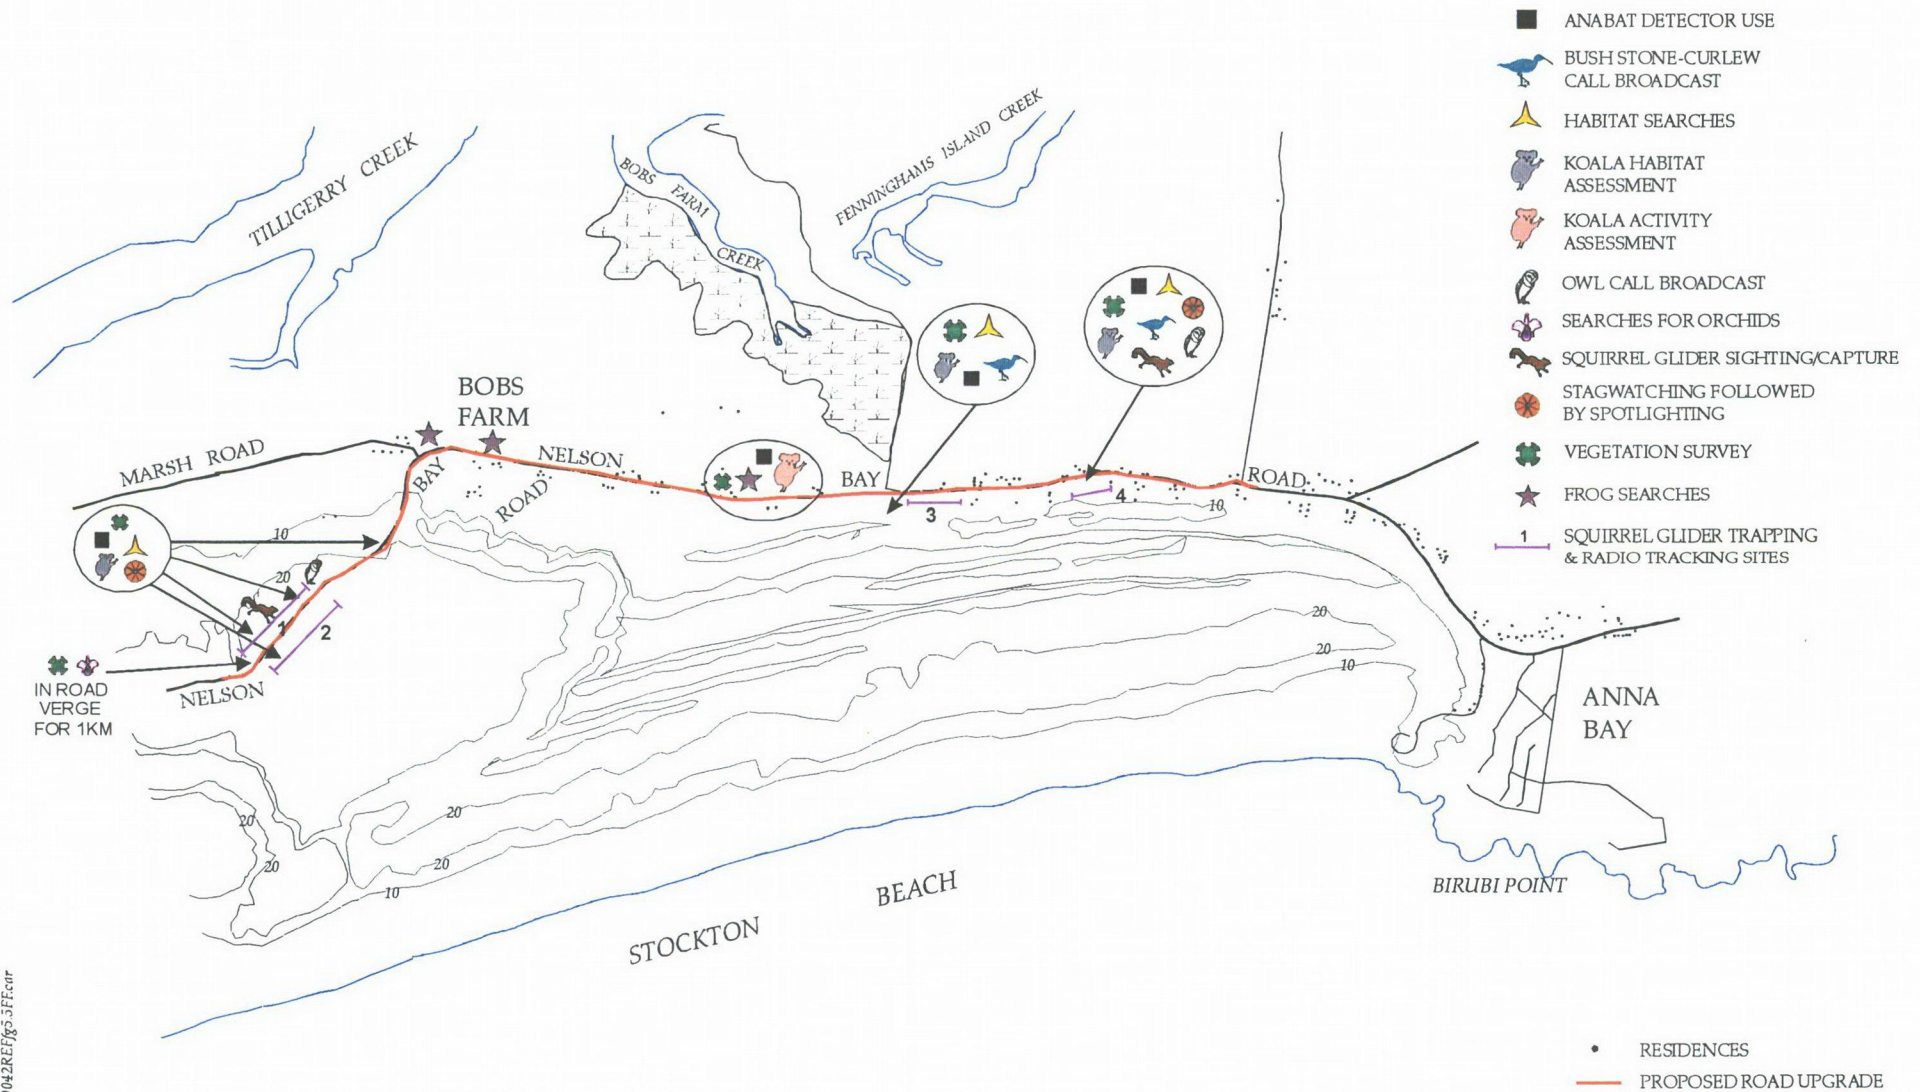 ANABAT DETECTOR USE
BUSH STONE-CURLEW
CALL BROADCAST
HABITAT SEARCHES
KOALA HABITAT
ASSESSMENT
KOALA ACTIVITY
ASSESSMENT
OWL CALL BROADCAST
SEARCHES FOR ORCHIDS
SQUIRREL GLIDER SIGHTING/CAPTURE
STAGWATCHING FOLLOWED
BY SPOTLIGHTING
VEGETATION SURVEY
FROG SEARCHES
1
SQUIRREL GLIDER TRAPPING
& RADIO TRACKING SITES
TILLIGERRY CREEK
BOBS FARM
CREEK
FENNINGHAMS ISLAND CREEK
BOBS
FARM
MARSH ROAD
BAY
ROAD
NELSON
BAY
ROAD
10
3
4
10
20
1
2
NELSON
IN ROAD
VERGE
FOR 1KM
20
20
10
20
20
20
20
10
ANNA
BAY
BIRUBI POINT
STOCKTON
BEACH
RESIDENCES
PROPOSED ROAD UPGRADE